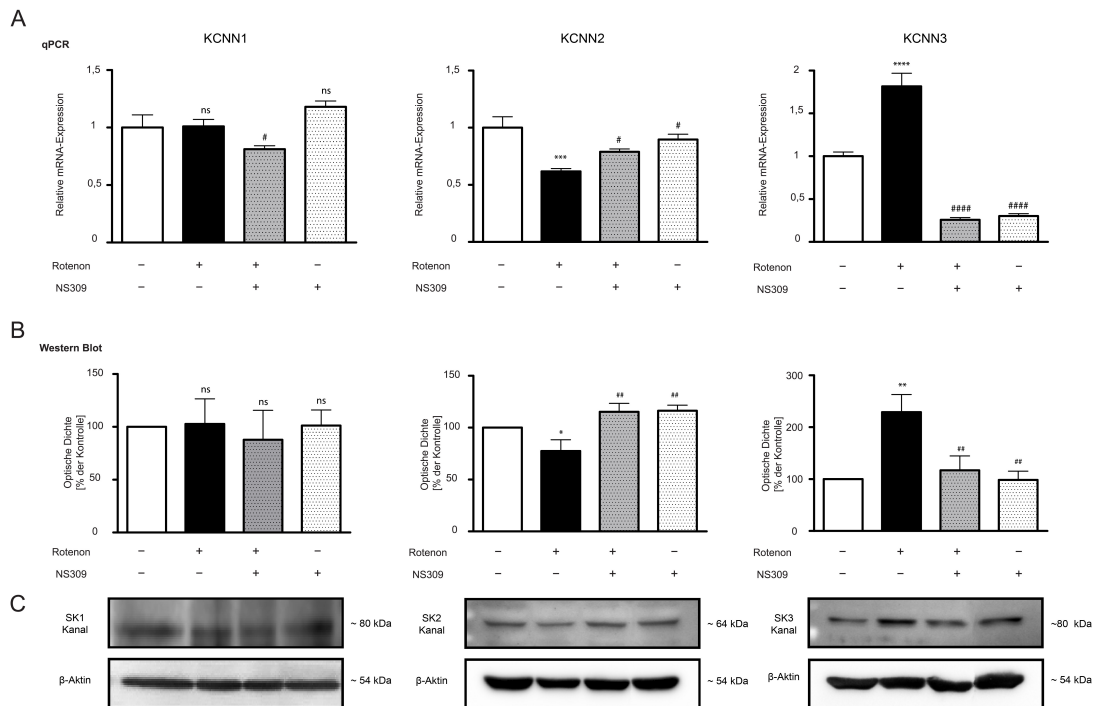 A
qPCR
KCNN1
KCNN2
KCNN3
Relative mRNA-Expression
1,5
1
0,5
0
ns
ns
#
ns
Relative mRNA-Expression
1,5
1
0,5
0
***
#
#
Relative mRNA-Expression
2
1,5
1
0,5
0
****
####
####
Rotenon – + + –
NS309 – – + +
Rotenon – + + –
NS309 – – + +
Rotenon – + + –
NS309 – – + +
B
Western Blot
Optische Dichte
[% der Kontrolle]
150
100
50
0
ns
ns
ns
Optische Dichte
[% der Kontrolle]
150
100
50
0
*
##
##
Optische Dichte
[% der Kontrolle]
300
200
100
0
**
##
##
Rotenon – + + –
NS309 – – + +
Rotenon – + + –
NS309 – – + +
Rotenon – + + –
NS309 – – + +
C
SK1
Kanal
~ 80 kDa
SK2
Kanal
~ 64 kDa
SK3
Kanal
~80 kDa
β-Aktin
~ 54 kDa
β-Aktin
~ 54 kDa
β-Aktin
~ 54 kDa